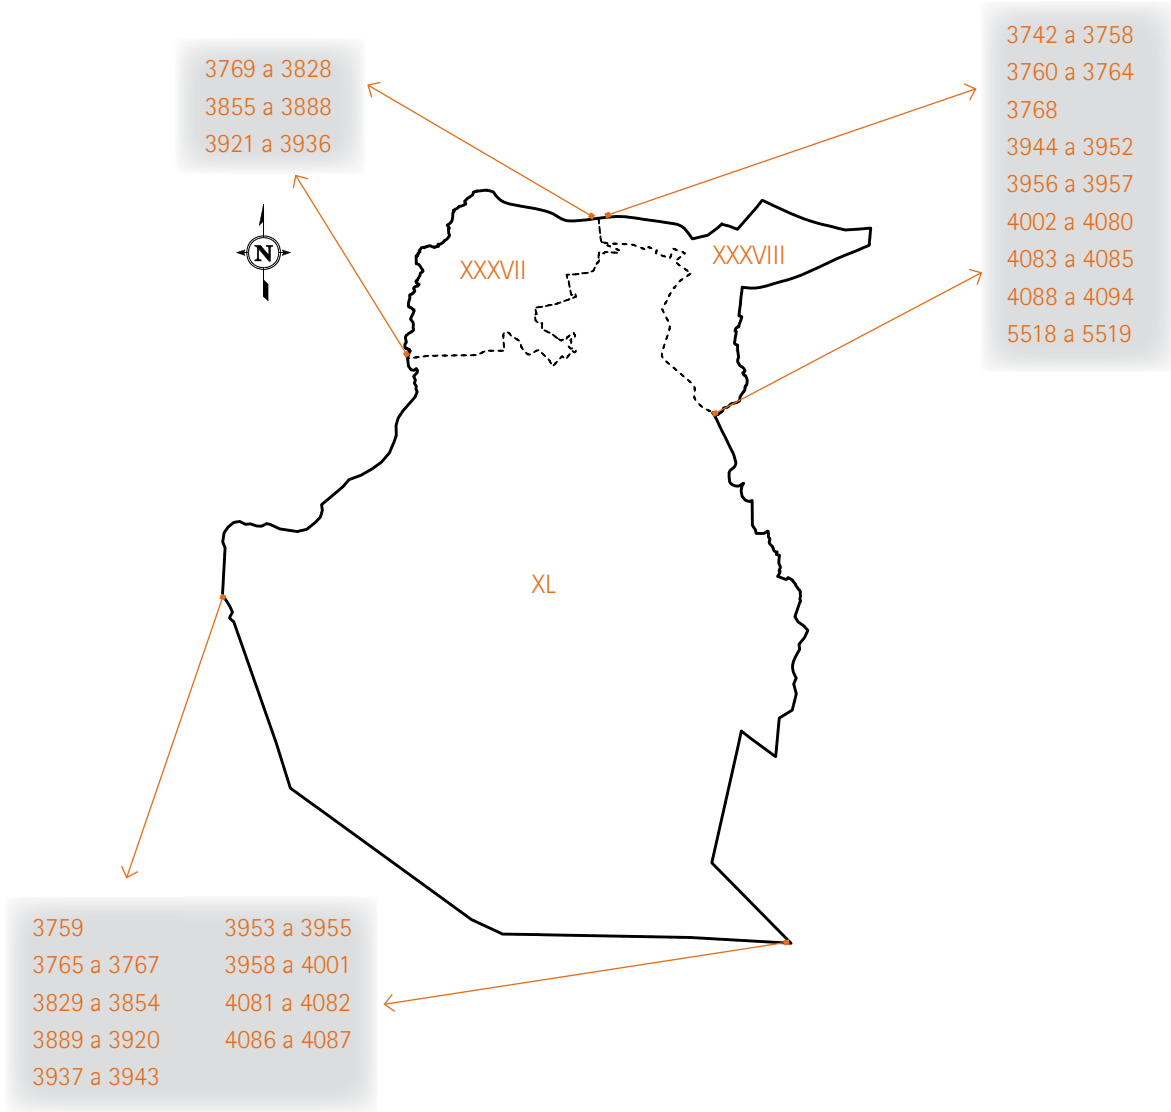 3769 a 3828
3855 a 3888
3921 a 3936
3742 a 3758
3760 a 3764
3768
3944 a 3952
3956 a 3957
4002 a 4080
4083 a 4085
4088 a 4094
5518 a 5519
N
XXXVII
XXXVIII
XL
3759
3765 a 3767
3829 a 3854
3889 a 3920
3937 a 3943
3953 a 3955
3958 a 4001
4081 a 4082
4086 a 4087